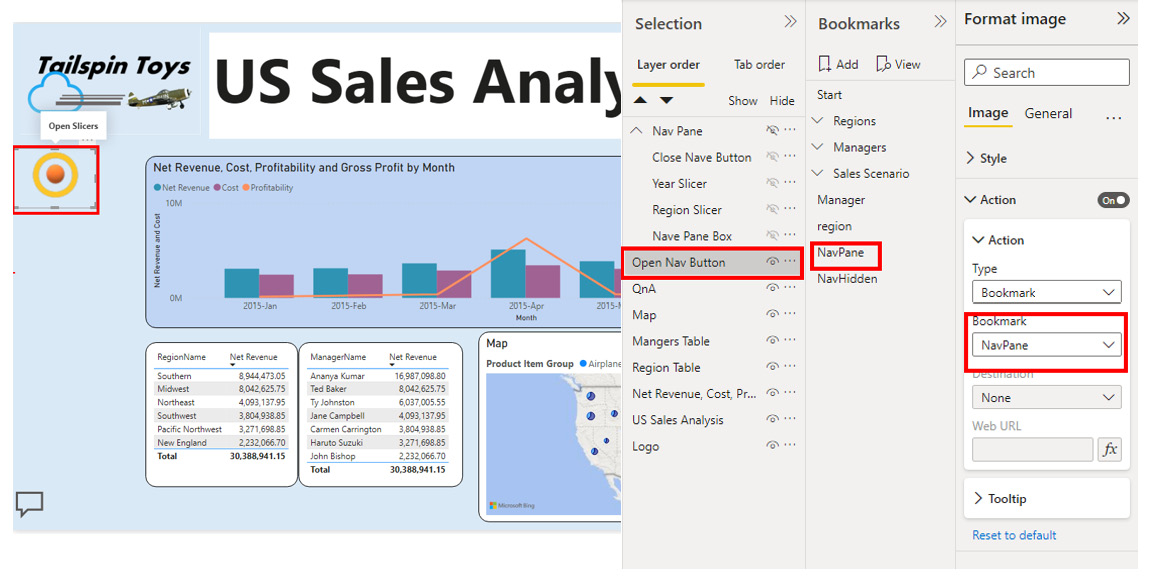 Tailspin Toys
US Sales Analy
Open Slicers
Net Revenue, Cost, Profitability and Gross Profit by Month
Net Revenue Cost Profitability
10M
Net Revenue and Cost
0M
2015-Jan 2015-Feb 2015-Mar 2015-Apr 2015-M
Month
RegionName Net Revenue
Southern 8,944,473.05
Midwest 8,042,625.75
Northeast 4,093,137.95
Southwest 3,804,938.85
Pacific Northwest 3,271,698.85
New England 2,232,066.70
Total 30,388,941.15
ManagerName Net Revenue
Ananya Kumar 16,987,098.80
Ted Baker 8,042,625.75
Ty Johnston 6,037,005.55
Jane Campbell 4,093,137.95
Carmen Carrington 3,804,938.85
Haruto Suzuki 3,271,698.85
John Bishop 2,232,066.70
Total 30,388,941.15
Map
Product Item Group Airplane
Microsoft Bing
Selection
Layer order Tab order
Show Hide
Nav Pane
Close Nave Button
Year Slicer
Region Slicer
Nave Pane Box
Open Nav Button
QnA
Map
Mangers Table
Region Table
Net Revenue, Cost, Pr...
US Sales Analysis
Logo
Bookmarks
Add View
Start
Regions
Managers
Sales Scenario
Manager
region
NavPane
NavHidden
Format image
Search
Image General ...
Style
Action On
Action
Type
Bookmark
Bookmark
NavPane
Destination
None
Web URL
fx
Tooltip
Reset to default